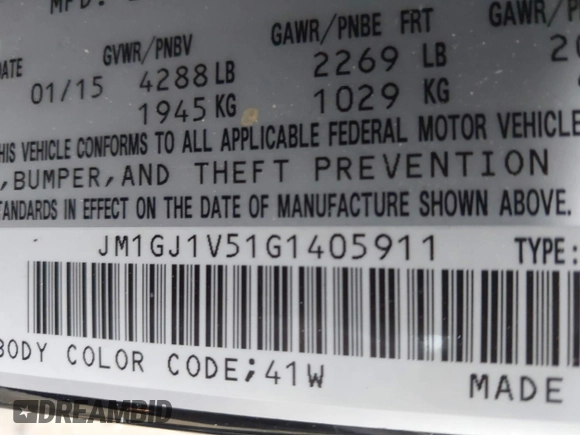 GVWR/PNBV GAWR/PNBE FRT GAWR
DATE
01/15 4288 LB 2269 LB
1945 KG 1029 KG
THIS VEHICLE CONFORMS TO ALL APPLICABLE FEDERAL MOTOR VEHICLE
,BUMPER,AND THEFT PREVENTION
STANDARDS IN EFFECT ON THE DATE OF MANUFACTURE SHOWN ABOVE.
JM1GJ1V51G1405911 TYPE:
BODY COLOR CODE;41W
MADE
DREAMBID